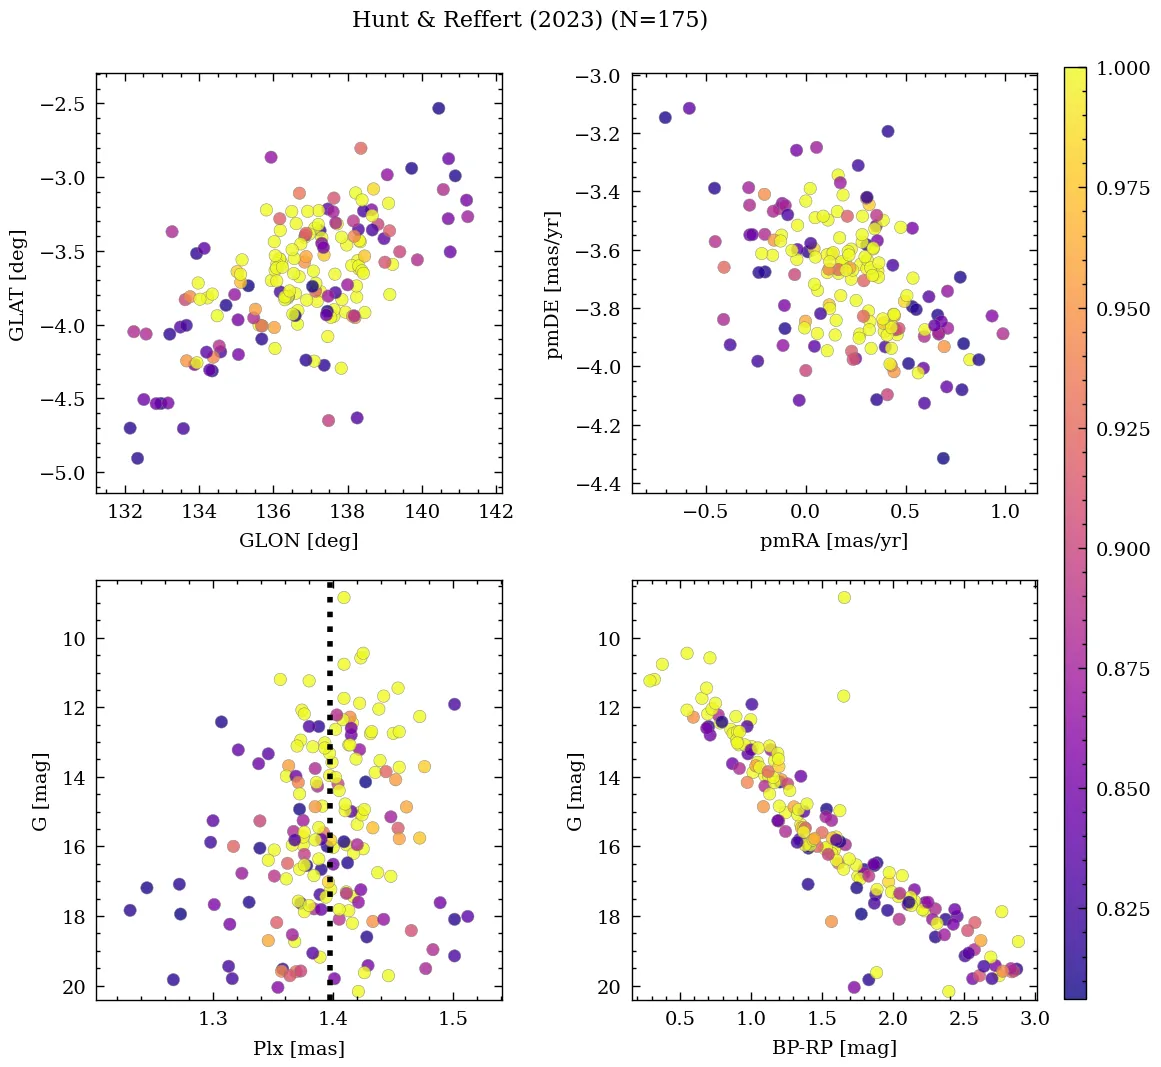 Hunt & Reffert (2023) (N=175)
−2.5
−3.0
−3.5
−4.0
−4.5
−5.0
GLAT [deg]
132 134 136 138 140 142
GLON [deg]
−3.0
−3.2
−3.4
−3.6
−3.8
−4.0
−4.2
−4.4
pmDE [mas/yr]
−0.5 0.0 0.5 1.0
pmRA [mas/yr]
10
12
14
16
18
20
G [mag]
1.3 1.4 1.5
Plx [mas]
10
12
14
16
18
20
G [mag]
0.5 1.0 1.5 2.0 2.5 3.0
BP-RP [mag]
1.000
0.975
0.950
0.925
0.900
0.875
0.850
0.825